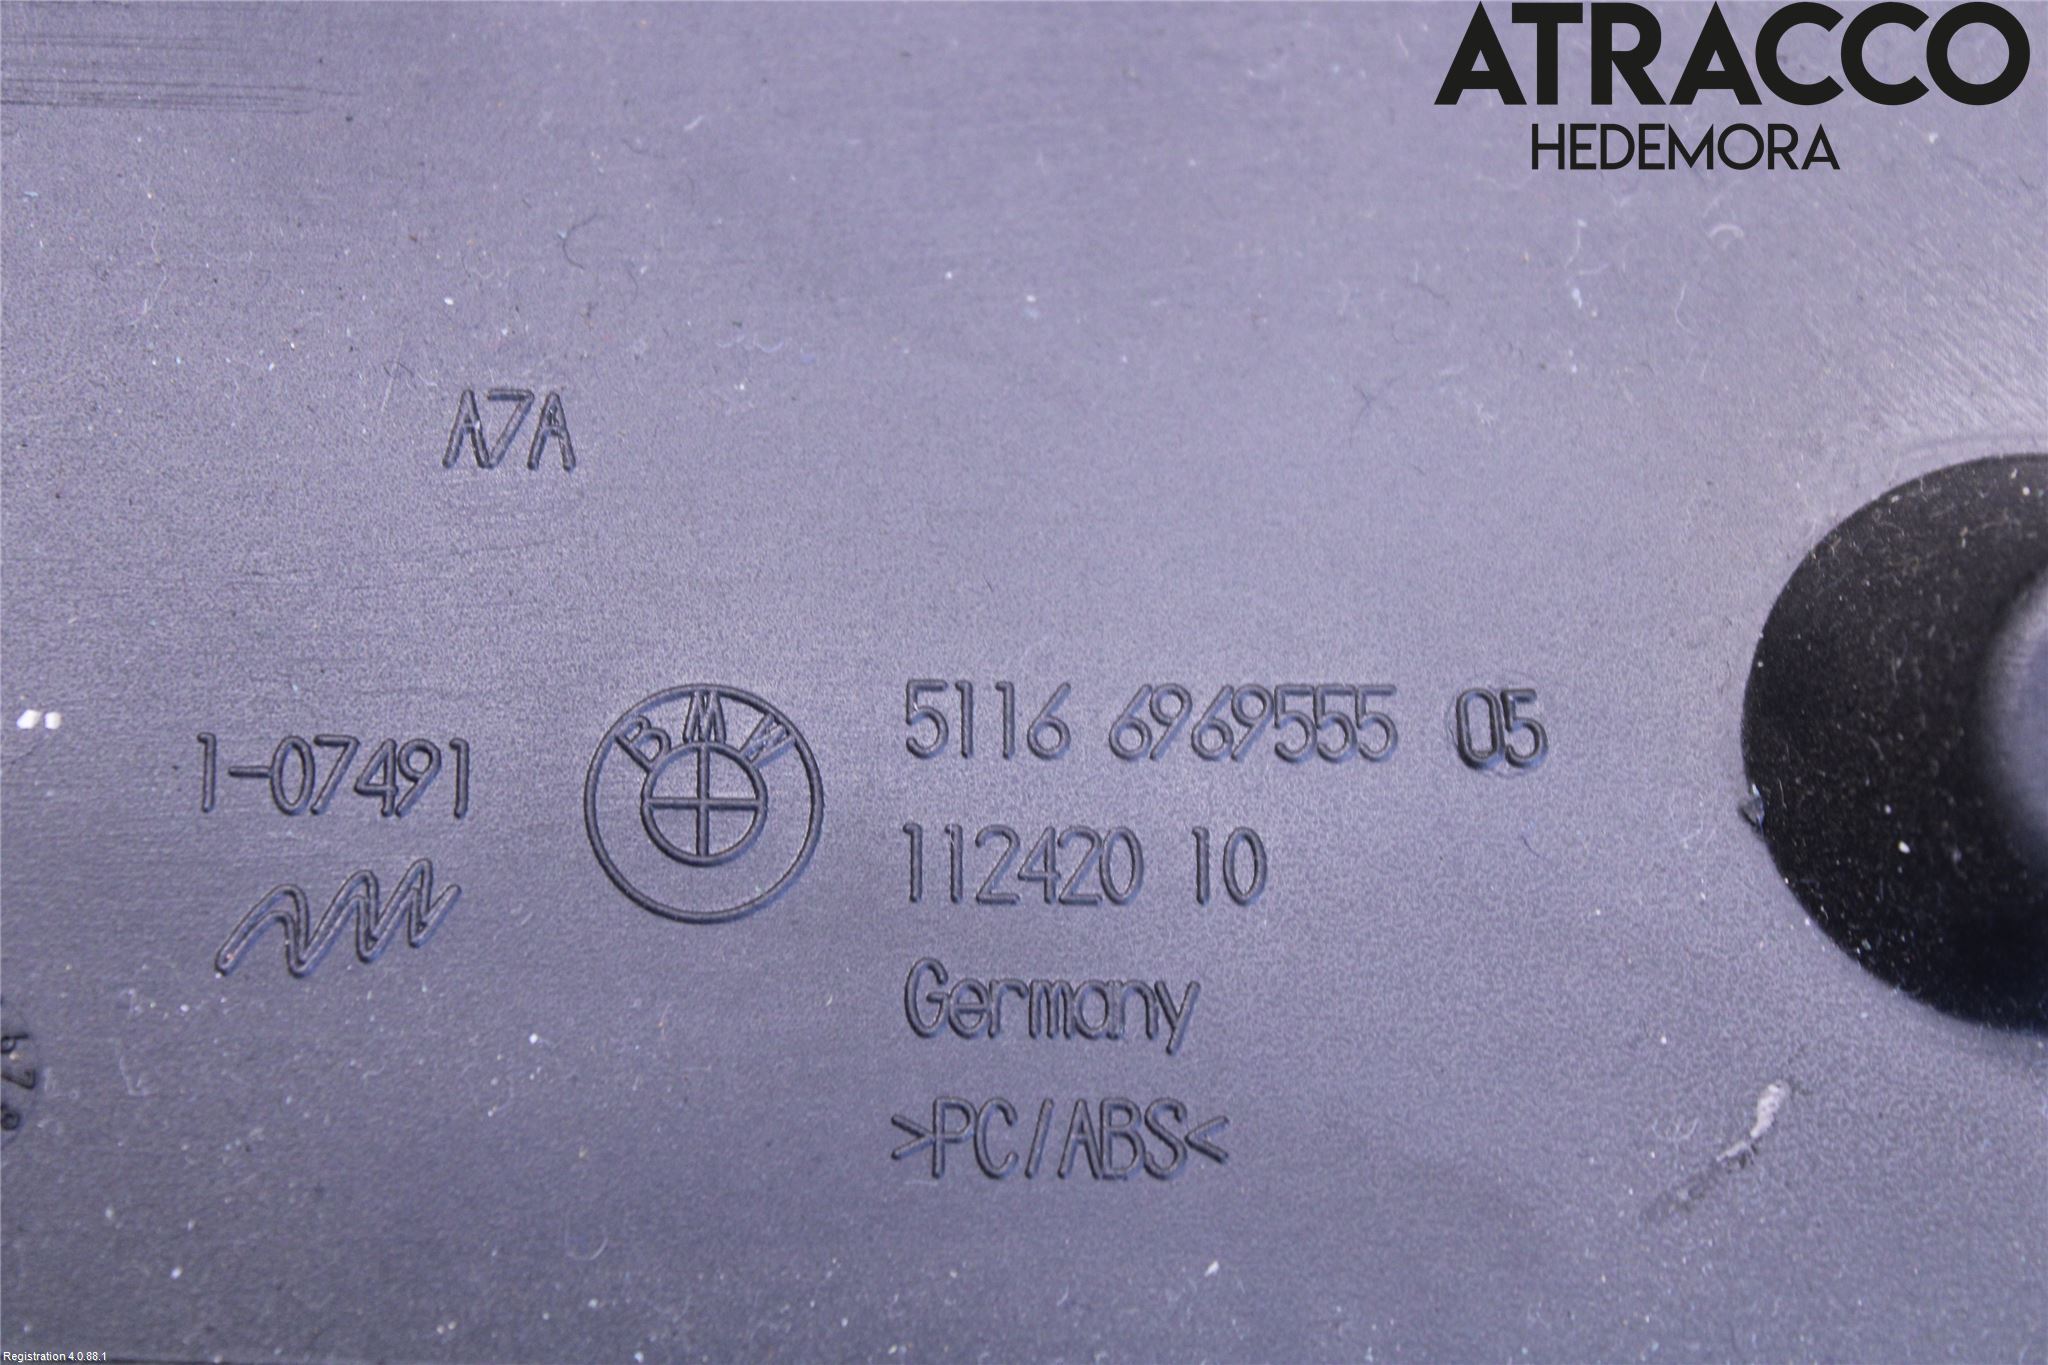 ATRACCO
HEDEMORA
A7A
1-07491
BMW
5116 6969555 05
112420 10
Germany
>PC/ABS<
Registration 4.0.88.1